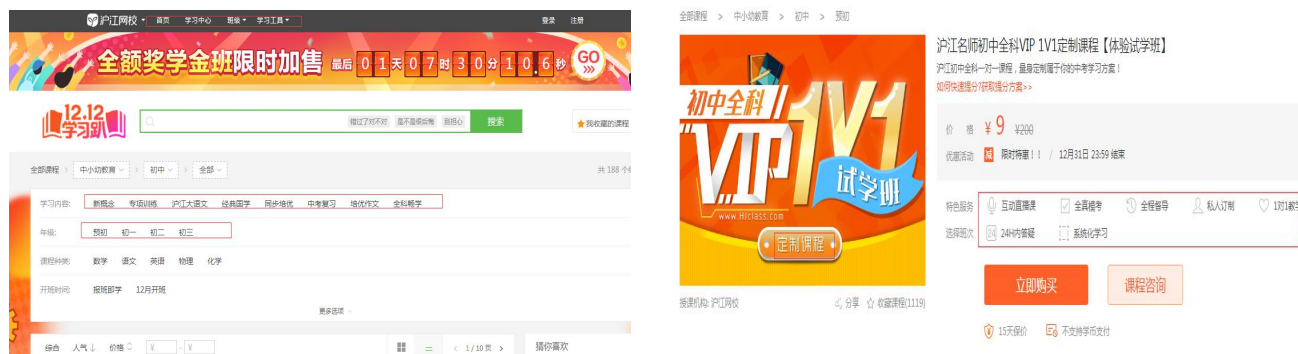 沪江网校 首页 学习中心 班级 学习工具 登录 注册
全额奖学金班限时加售 最后 01天07时30分10.6秒 GO
12.12
学习趴
错过了对不对 是不是很后悔 别担心 搜索 我收藏的课程
全部课程 > 中小幼教育 > 初中 > 全部 共 188 个
学习内容: 新概念 专项训练 沪江大语文 经典国学 同步培优 中考复习 培优作文 全科畅学
年级: 预初 初一 初二 初三
课程种类: 数学 语文 英语 物理 化学
开班时间: 报班即学 12月开班
更多选项
综合 人气↓ 价格 ¥ - ¥ < 1/10页 > 猜你喜欢
全部课程 > 中小幼教育 > 初中 > 预初
初中全科
VIP 1V1
试学班
www.Hjclass.com
定制课程
授课机构: 沪江网校 分享 收藏课程(1119)
沪江名师初中全科VIP 1V1定制课程【体验试学班】
沪江初中全科一对一课程，量身定制属于你的中考学习方案！
如何快速提分?获取提分方案>>
价 格 ¥ 9 ¥200
优惠活动 减 限时特惠！！ / 12月31日 23:59 结束
特色服务 互动直播课 全真模考 全程督导 私人订制 1对1教学
选择班次 24 24H内答疑 系统化学习
立即购买 课程咨询
15天保价 不支持学币支付